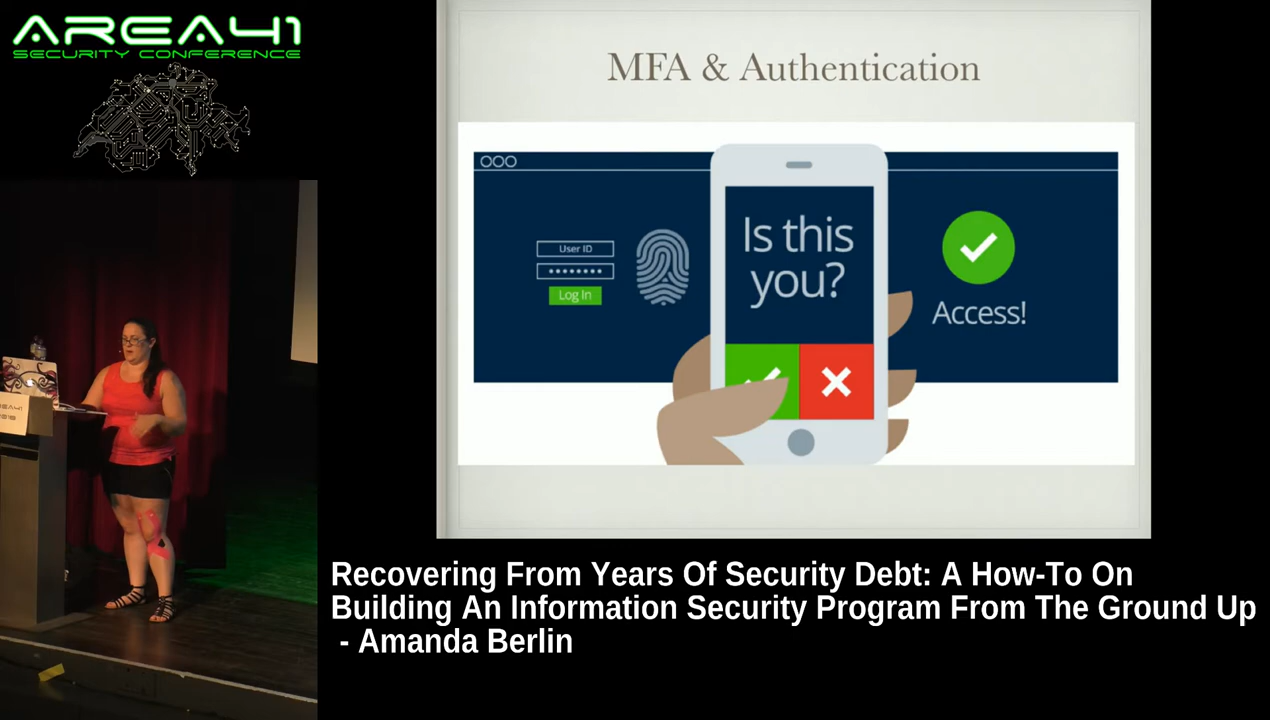 AREA41
SECURITY CONFERENCE
MFA & Authentication
User ID
Log In
Is this
you?
Access!
Recovering From Years Of Security Debt: A How-To On
Building An Information Security Program From The Ground Up
- Amanda Berlin